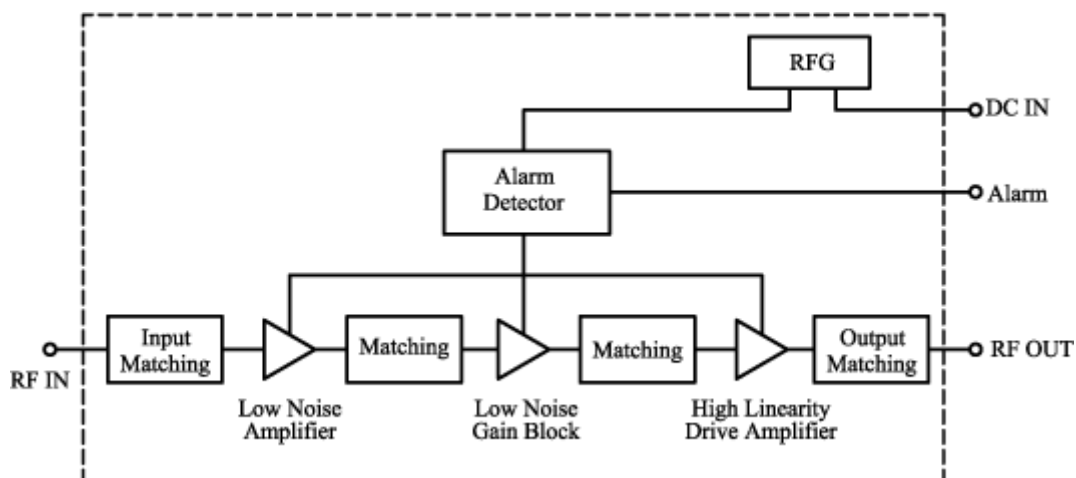 RFG
DC IN
Alarm
Detector
Alarm
Input
Matching
Matching
Matching
Output
Matching
RF IN
RF OUT
Low Noise
Amplifier
Low Noise
Gain Block
High Linearity
Drive Amplifier